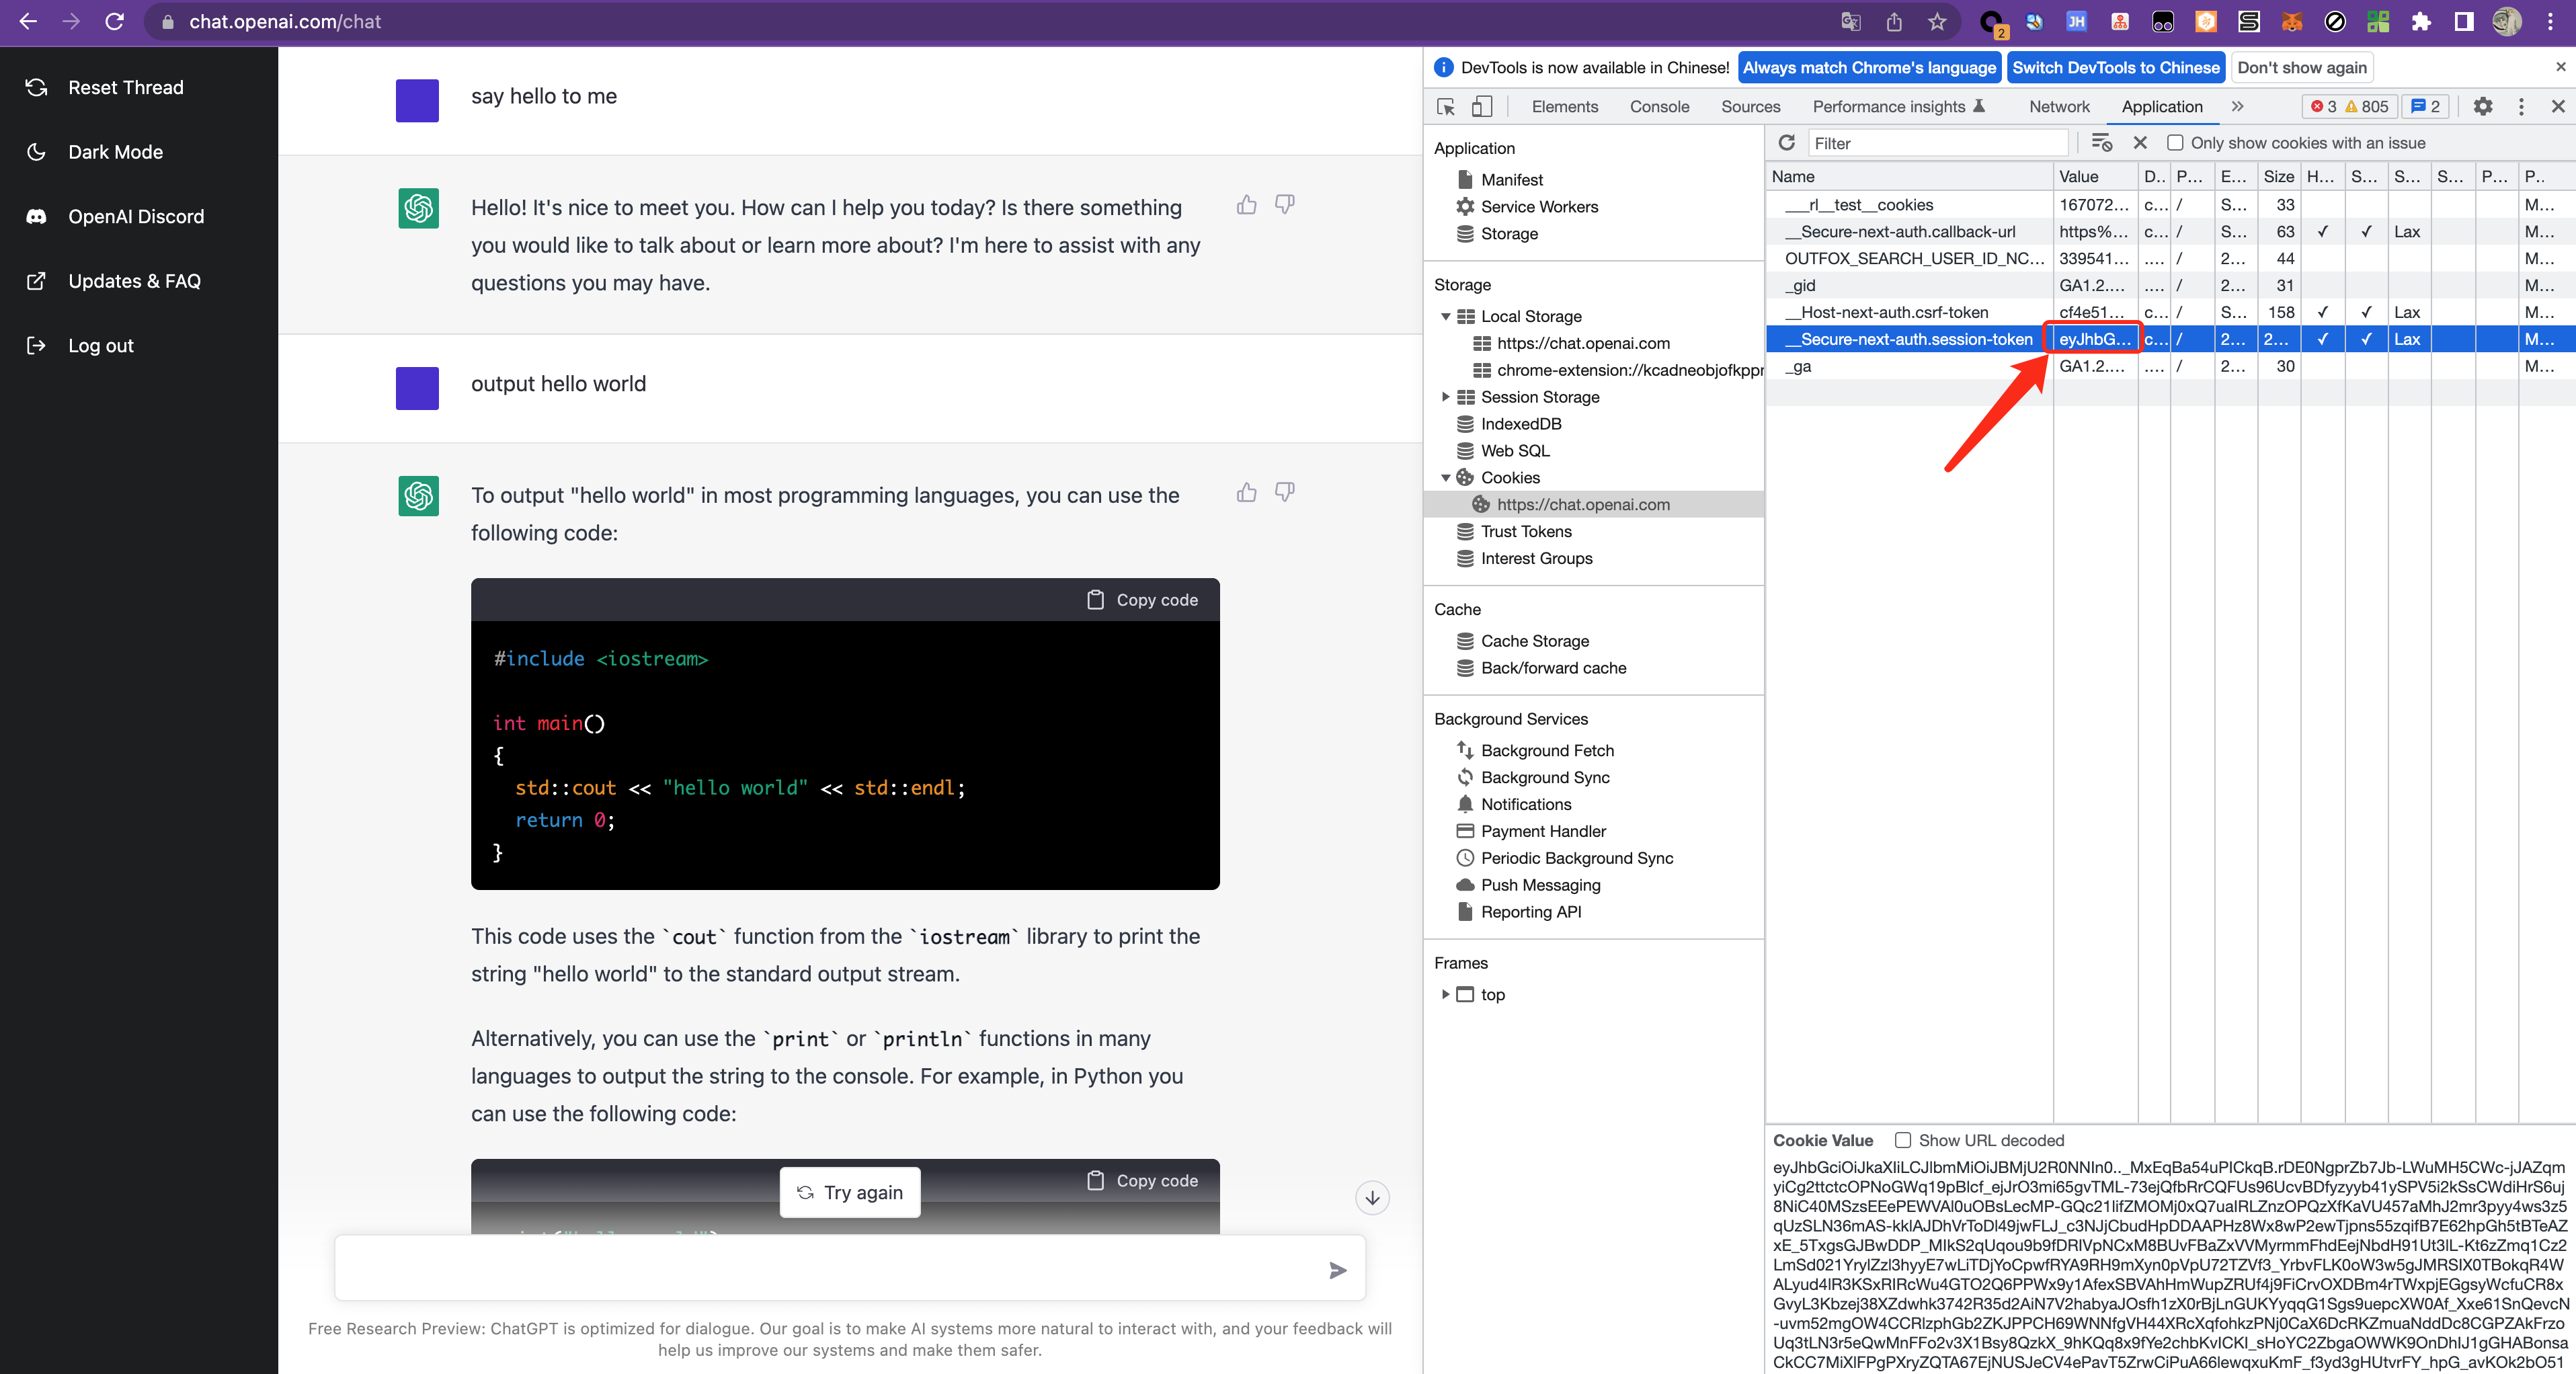 chat.openai.com/chat
2
Reset Thread
Dark Mode
OpenAI Discord
Updates & FAQ
Log out
say hello to me
Hello! It's nice to meet you. How can I help you today? Is there something
you would like to talk about or learn more about? I'm here to assist with any
questions you may have.
output hello world
To output "hello world" in most programming languages, you can use the
following code:
Copy code
#include <iostream>
int main()
{
std::cout << "hello world" << std::endl;
return 0;
}
This code uses the `cout` function from the `iostream` library to print the
string "hello world" to the standard output stream.
Alternatively, you can use the `print` or `println` functions in many
languages to output the string to the console. For example, in Python you
can use the following code:
Copy code
Try again
Free Research Preview: ChatGPT is optimized for dialogue. Our goal is to make AI systems more natural to interact with, and your feedback will
help us improve our systems and make them safer.
DevTools is now available in Chinese! Always match Chrome's language Switch DevTools to Chinese Don't show again
Elements Console Sources Performance insights Network Application 3 805 2
Application
Manifest
Service Workers
Storage
Storage
Local Storage
https://chat.openai.com
chrome-extension://kcadneobjofkppr
Session Storage
IndexedDB
Web SQL
Cookies
https://chat.openai.com
Trust Tokens
Interest Groups
Cache
Cache Storage
Back/forward cache
Background Services
Background Fetch
Background Sync
Notifications
Payment Handler
Periodic Background Sync
Push Messaging
Reporting API
Frames
top
Filter Only show cookies with an issue
Name Value D.. P... E... Size H... S... S... S... P... P..
___rl__test__cookies 167072... c... / S... 33 M...
__Secure-next-auth.callback-url https%... c... / S... 63 ✓ ✓ Lax M...
OUTFOX_SEARCH_USER_ID_NC... 339541... .... / 2... 44 M...
_gid GA1.2.... .... / 2... 31 M...
__Host-next-auth.csrf-token cf4e51... c... / S... 158 ✓ ✓ Lax M...
__Secure-next-auth.session-token eyJhbG... c... / 2... 2... ✓ ✓ Lax M...
_ga GA1.2.... .... / 2... 30 M...
Cookie Value Show URL decoded